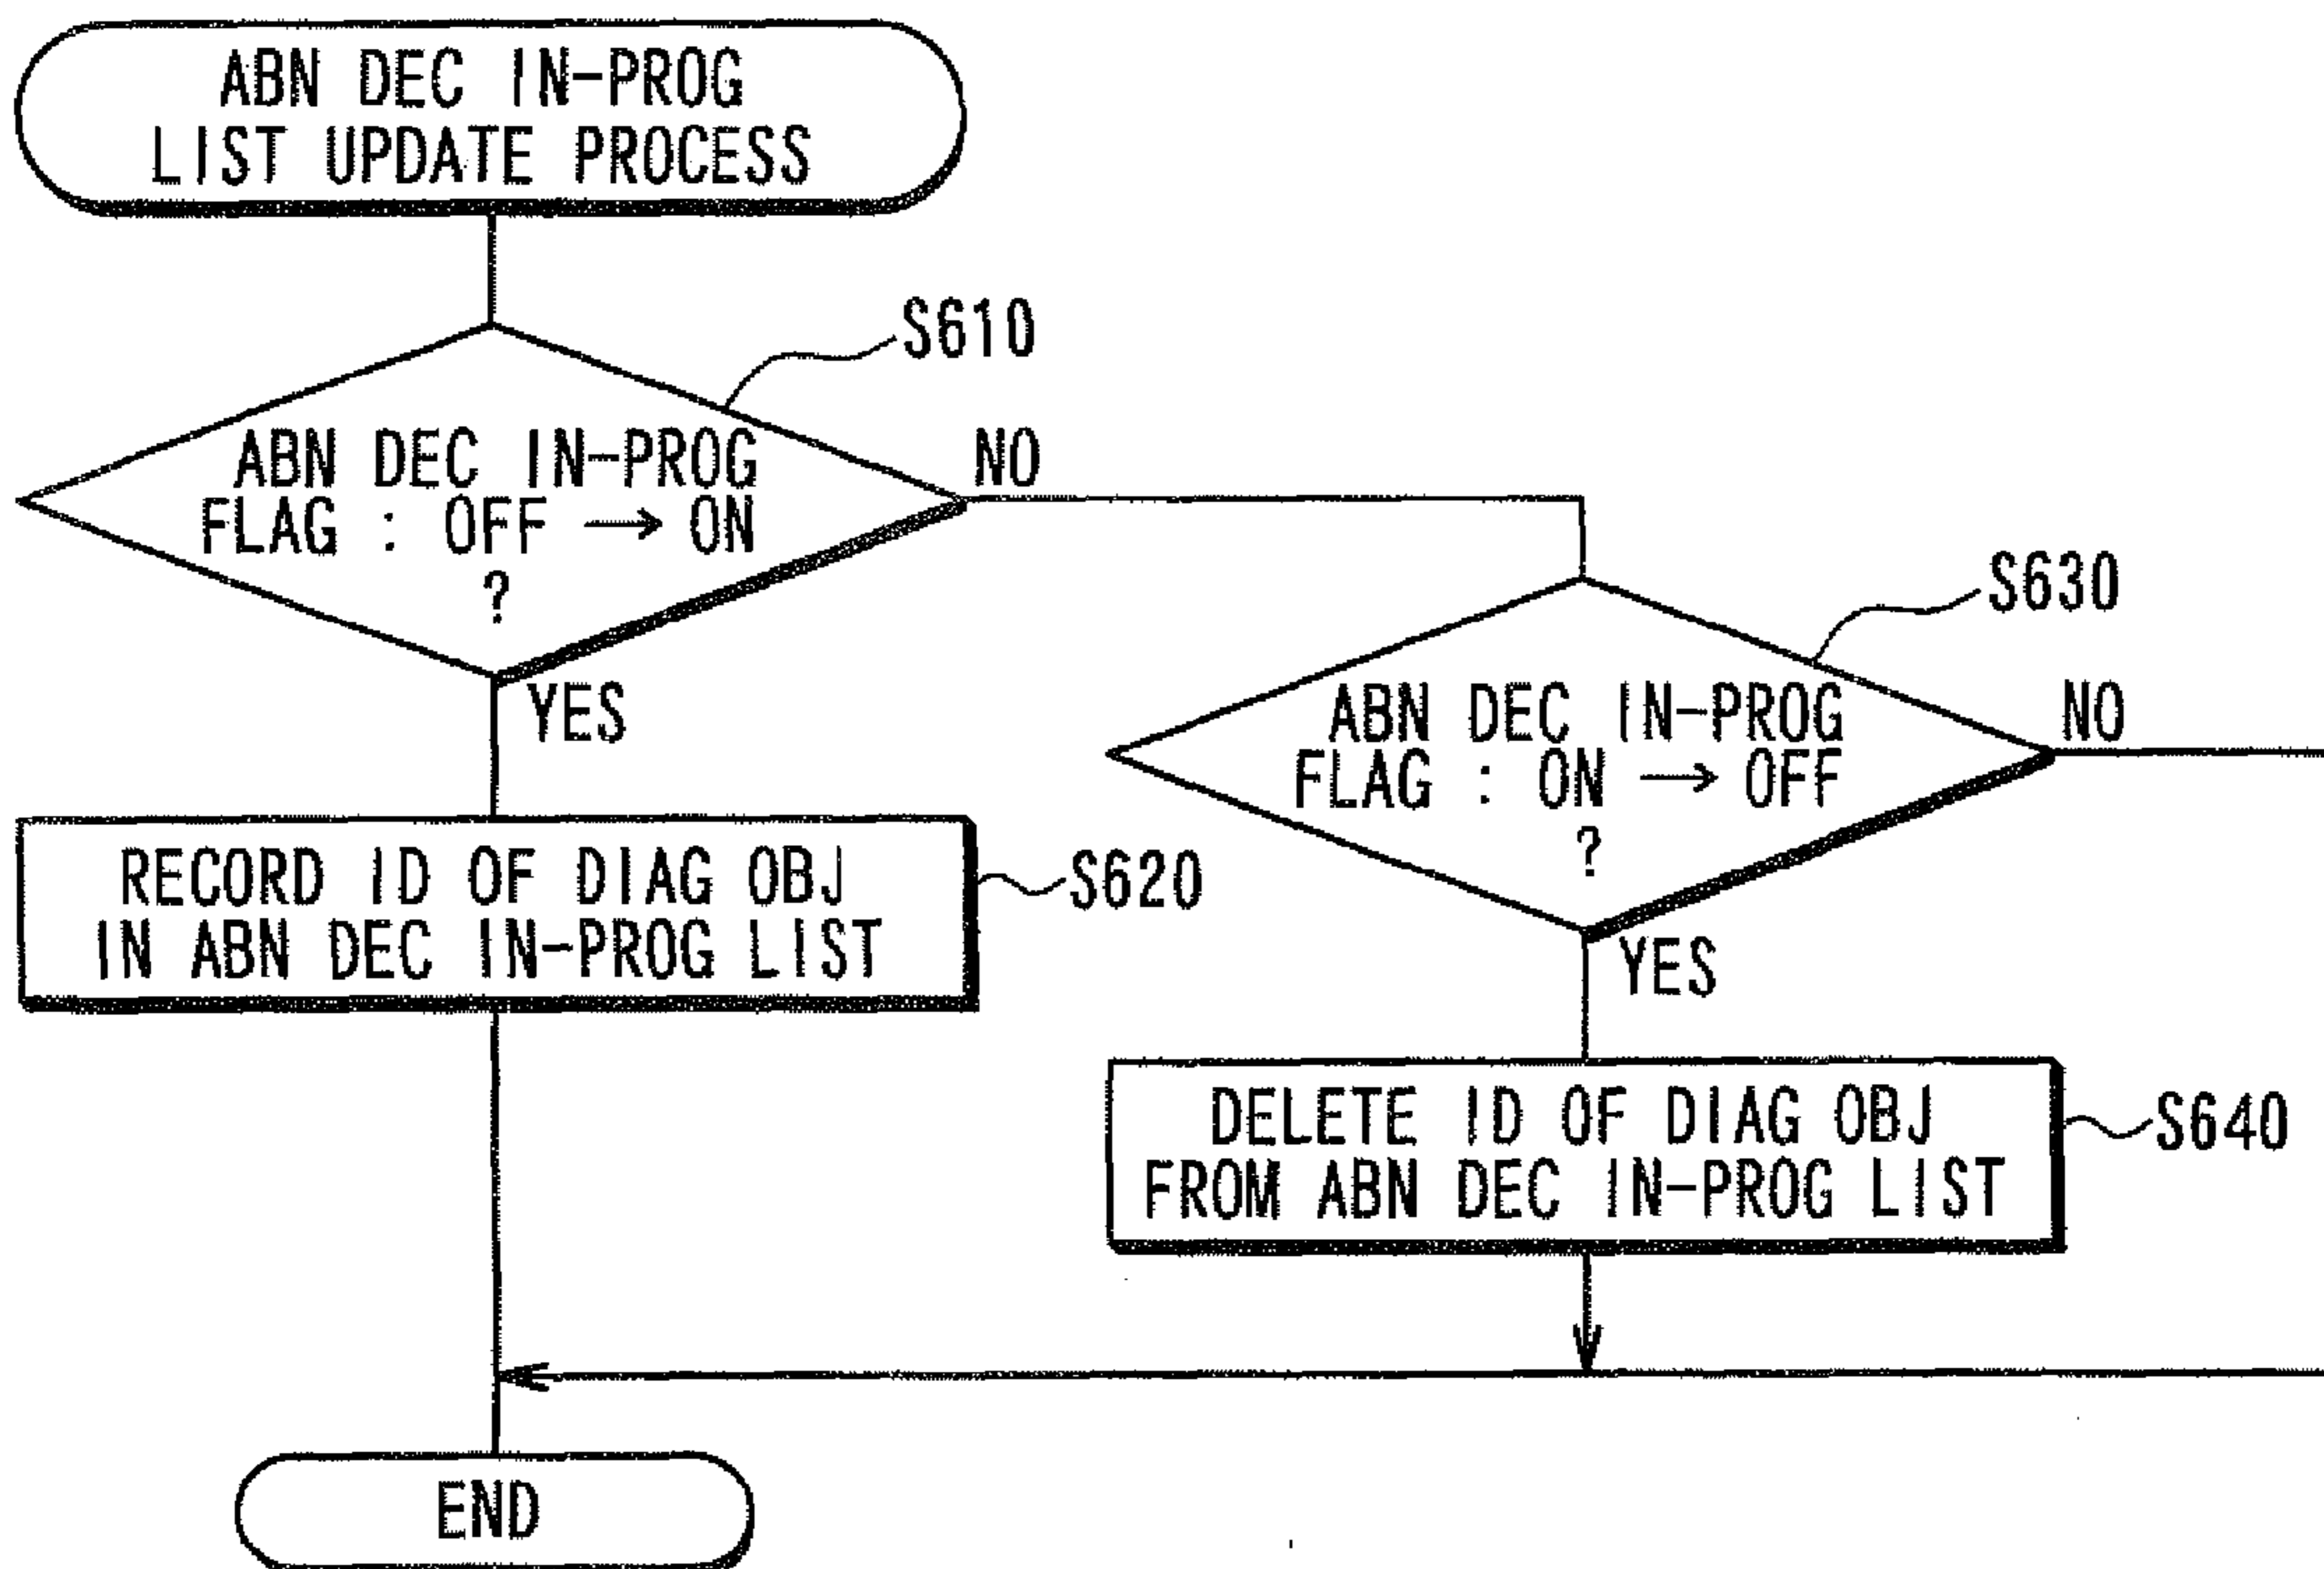 ABN DEC IN-PROG
LIST UPDATE PROCESS
S610
ABN DEC IN-PROG
FLAG : OFF → ON
?
NO
YES
S630
ABN DEC IN-PROG
FLAG : ON → OFF
?
NO
YES
RECORD ID OF DIAG OBJ
IN ABN DEC IN-PROG LIST
S620
DELETE ID OF DIAG OBJ
FROM ABN DEC IN-PROG LIST
S640
END